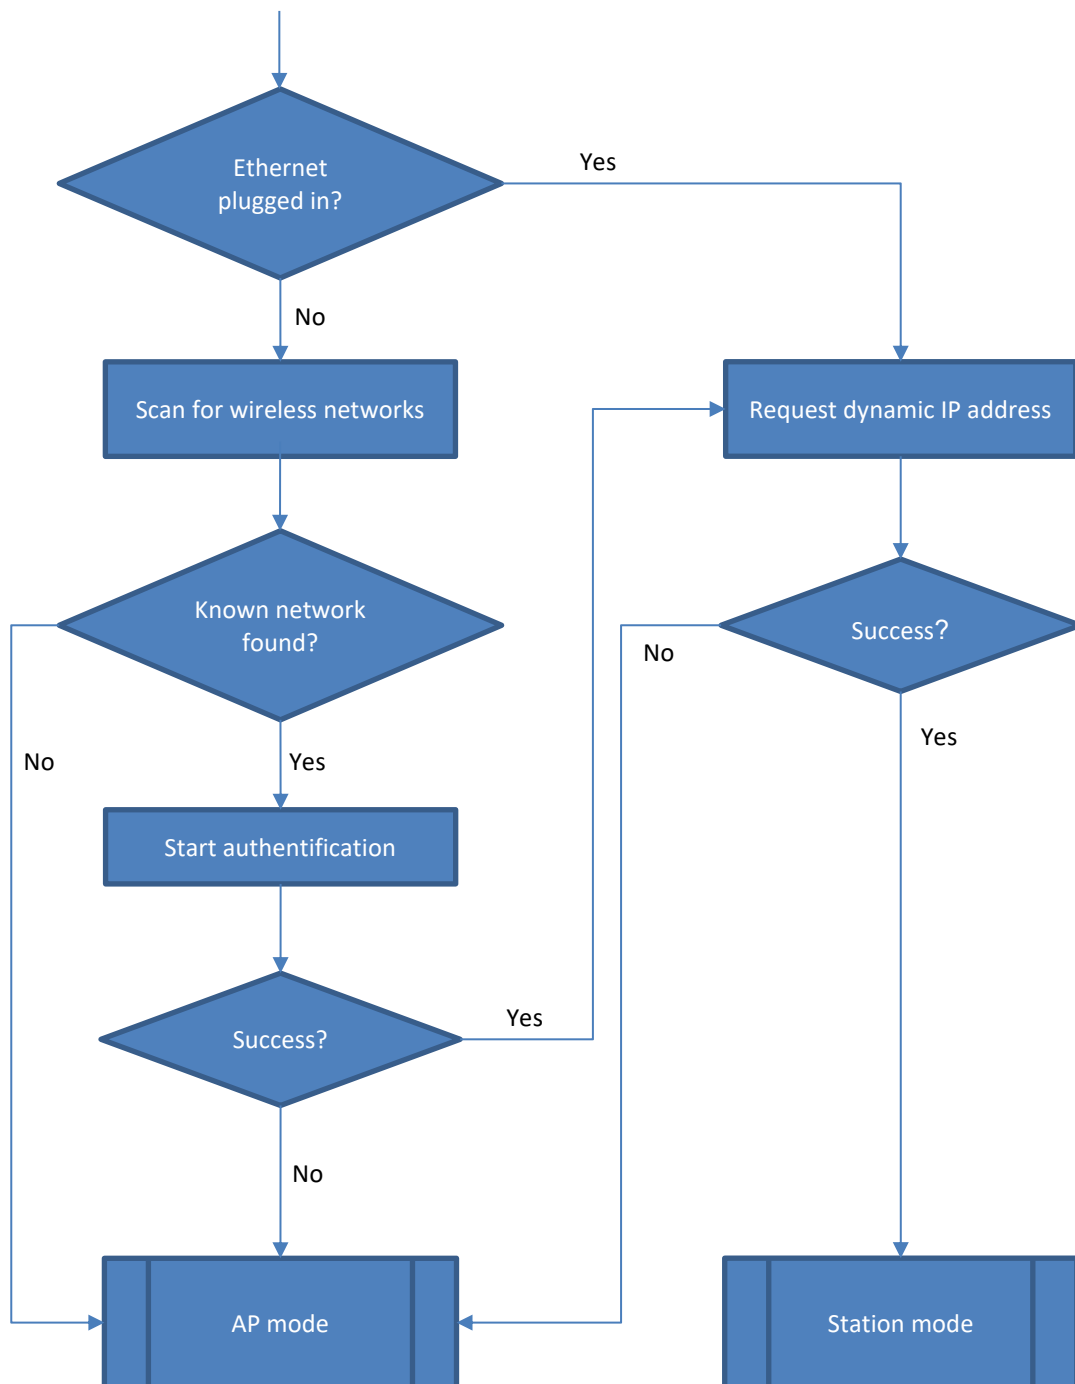 Ethernet
plugged in?
Yes
No
Scan for wireless networks
Request dynamic IP address
Known network
found?
Success?
No
No
Yes
Yes
Start authentification
Success?
Yes
No
AP mode
Station mode